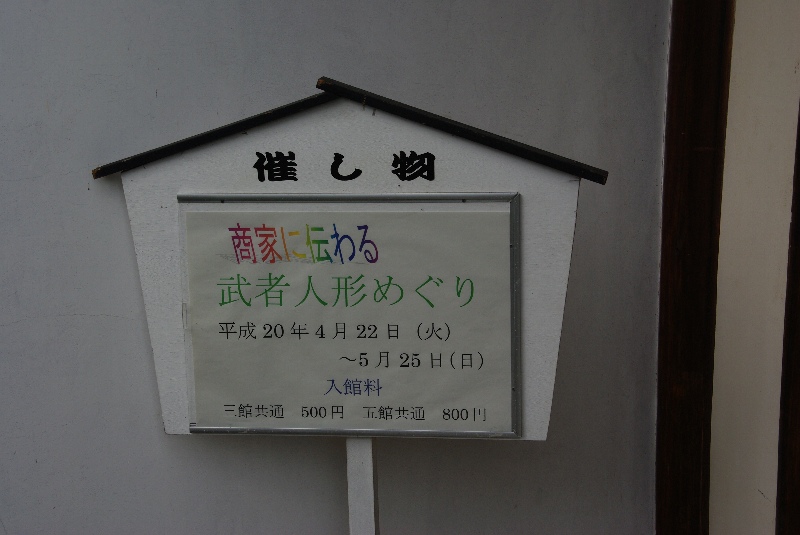 催し物
商家に伝わる
武者人形めぐり
平成20年4月22日（火）
～5月25日（日）
入館料
三館共通　500円　五館共通　800円